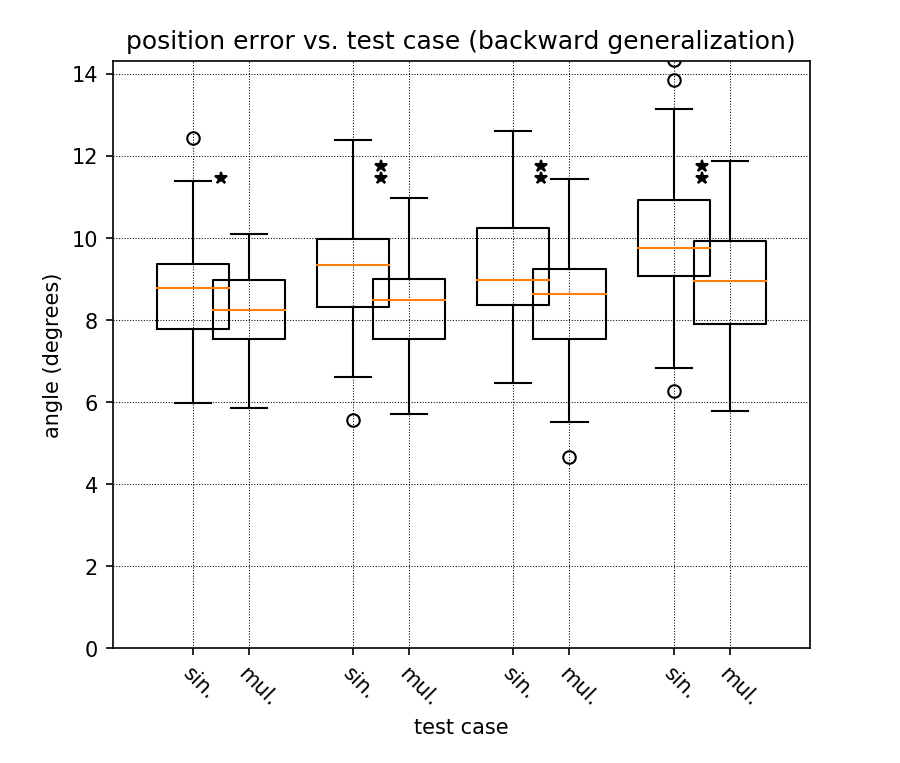 position error vs. test case (backward generalization)
14
12
10
8
6
4
2
0
angle (degrees)
sin.
mul.
sin.
mul.
sin.
mul.
sin.
mul.
test case